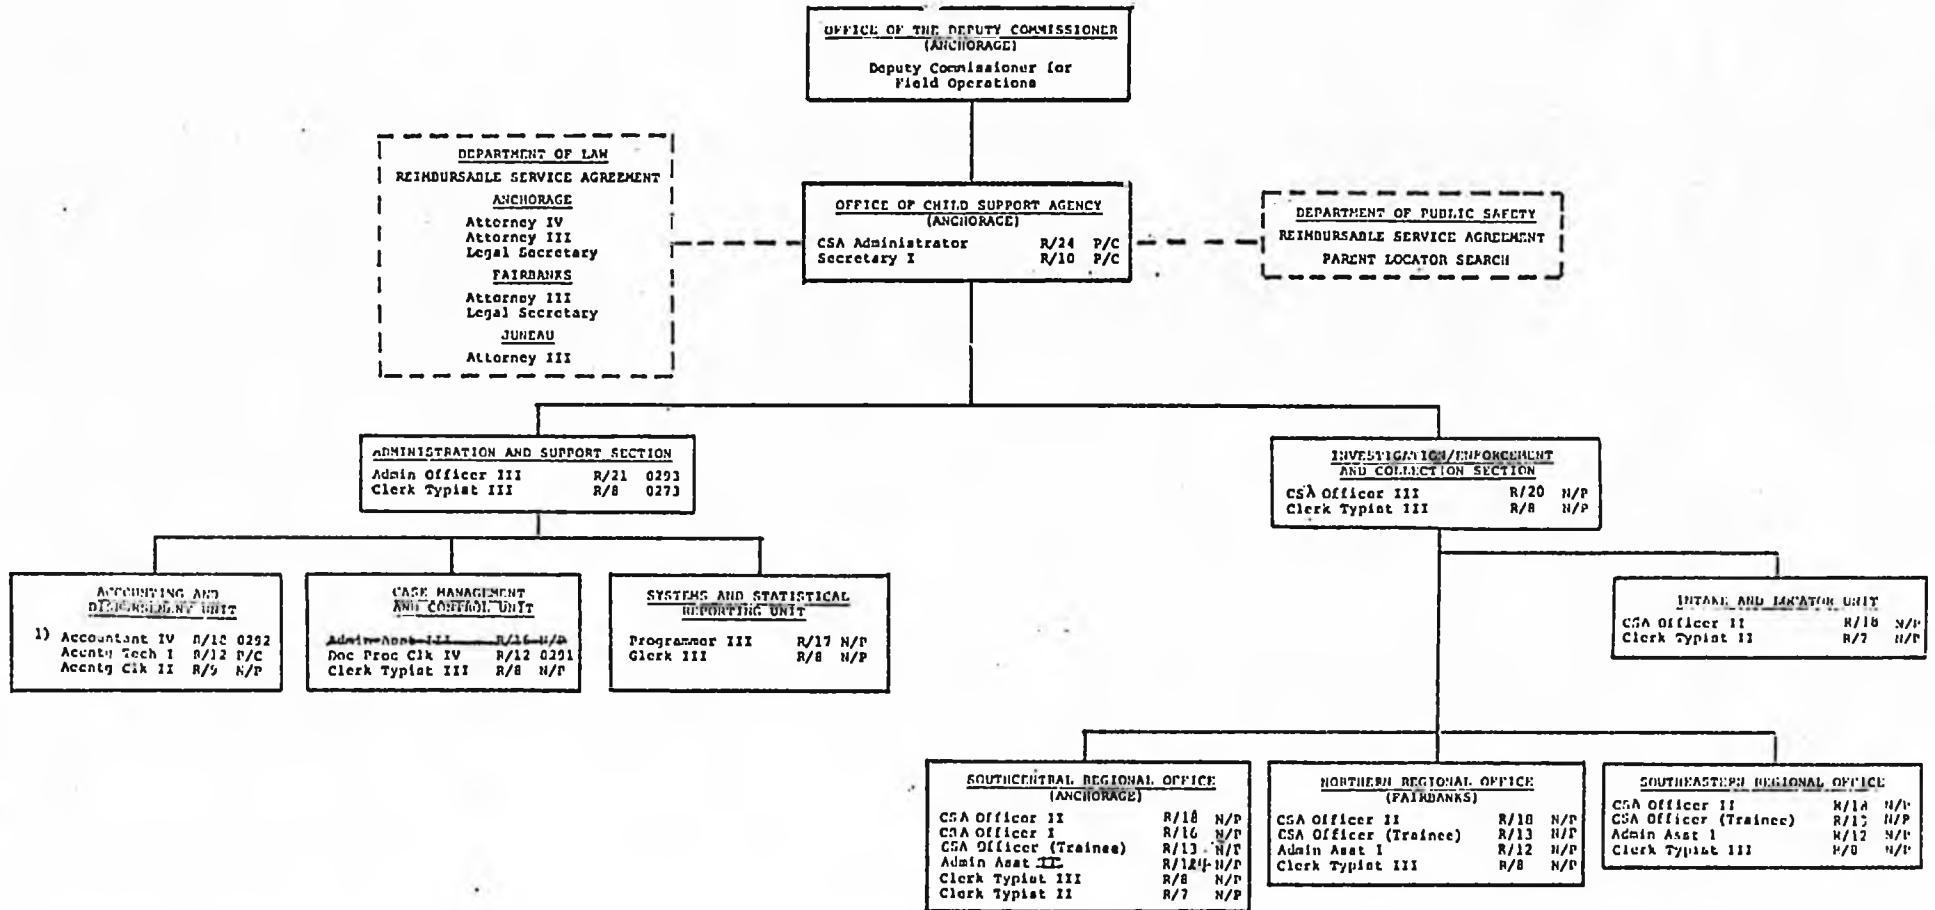 OFFICE OF THE DEPUTY COMMISSIONER
(ANCHORAGE)
Deputy Commissioner for
Field Operations
DEPARTMENT OF LAW
REIMBURSABLE SERVICE AGREEMENT
ANCHORAGE
Attorney IV
Attorney III
Legal Secretary
FAIRBANKS
Attorney III
Legal Secretary
JUNEAU
Attorney III
OFFICE OF CHILD SUPPORT AGENCY
(ANCHORAGE)
CSA Administrator R/24 P/C
Secretary I R/10 P/C
DEPARTMENT OF PUBLIC SAFETY
REIMBURSABLE SERVICE AGREEMENT
PARENT LOCATOR SEARCH
ADMINISTRATION AND SUPPORT SECTION
Admin Officer III R/21 0293
Clerk Typist III R/8 0273
INVESTIGATION/ENFORCEMENT
AND COLLECTION SECTION
CSA Officer III R/20 N/P
Clerk Typist III R/8 N/P
ACCOUNTING AND
DISBURSEMENT UNIT
1) Accountant IV R/18 0292
Accntg Tech I R/12 P/C
Accntg Clk II R/9 N/P
CASE MANAGEMENT
AND CONTROL UNIT
Admin Asst III R/16 N/P
Doc Proc Clk IV R/12 0291
Clerk Typist III R/8 N/P
SYSTEMS AND STATISTICAL
REPORTING UNIT
Programmer III R/17 N/P
Clerk III R/8 N/P
INTAKE AND LOCATOR UNIT
CSA Officer II R/18 N/P
Clerk Typist II R/7 N/P
SOUTHCENTRAL REGIONAL OFFICE
(ANCHORAGE)
CSA Officer II R/18 N/P
CSA Officer I R/16 N/P
CSA Officer (Trainee) R/13 N/P
Admin Asst II R/14 N/P
Clerk Typist III R/8 N/P
Clerk Typist II R/7 N/P
NORTHERN REGIONAL OFFICE
(FAIRBANKS)
CSA Officer II R/18 N/P
CSA Officer (Trainee) R/13 N/P
Admin Asst I R/12 N/P
Clerk Typist III R/8 N/P
SOUTHEASTERN REGIONAL OFFICE
CSA Officer II R/18 N/P
CSA Officer (Trainee) R/13 N/P
Admin Asst I R/12 N/P
Clerk Typist III R/8 N/P